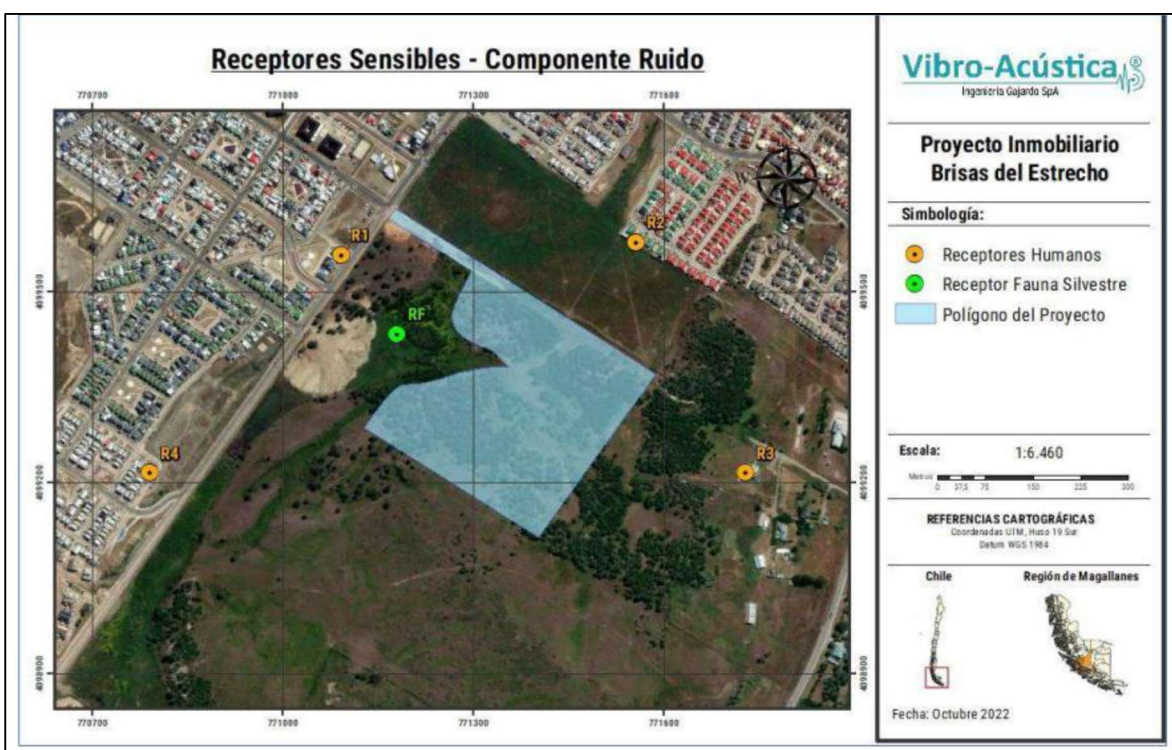 Receptores Sensibles - Componente Ruido
770700 771000 771300 771600
R1
R2
RF
R4
R3
4099500
4099200
4098900
4099500
4099200
4098900
770700 771000 771300 771600
Vibro-Acústica
Ingeniería Gajardo SpA
Proyecto Inmobiliario
Brisas del Estrecho
Simbología:
Receptores Humanos
Receptor Fauna Silvestre
Polígono del Proyecto
Escala: 1:6.460
Metros
0 37,5 75 150 225 300
REFERENCIAS CARTOGRÁFICAS
Coordenadas UTM, Huso 19 Sur
Datum WGS 1984
Chile Región de Magallanes
Fecha: Octubre 2022